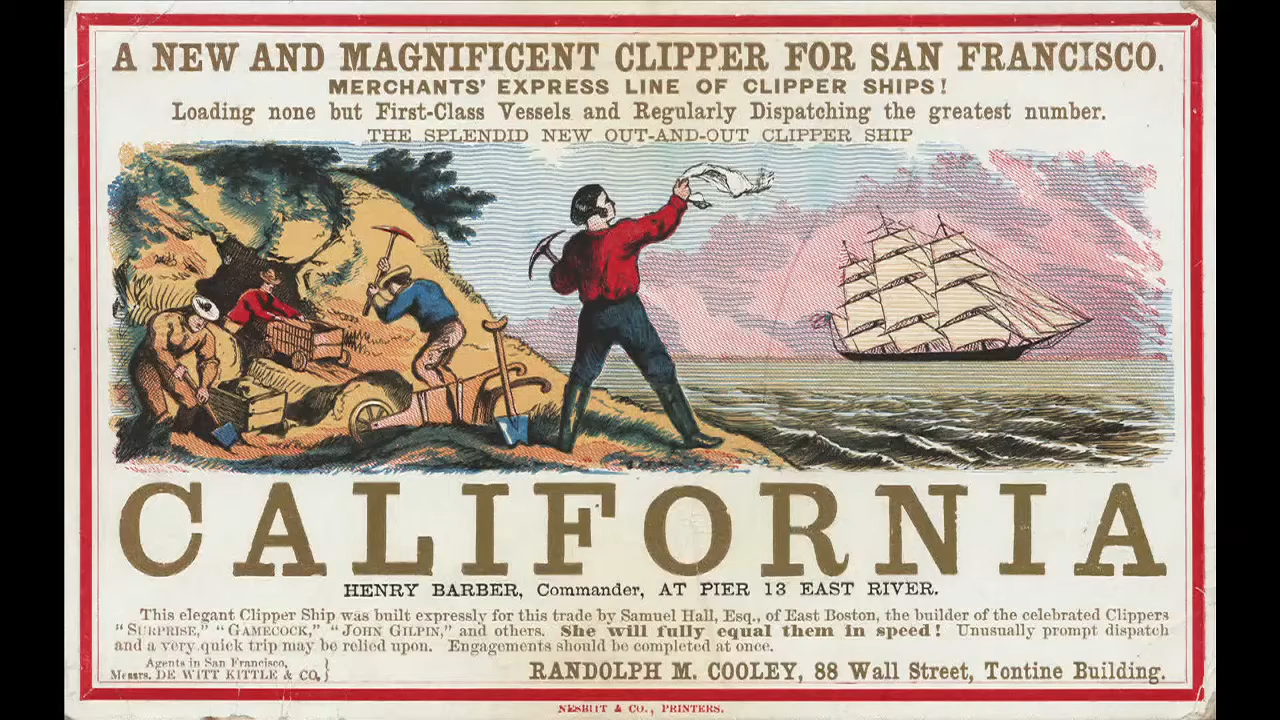 A NEW AND MAGNIFICENT CLIPPER FOR SAN FRANCISCO.
MERCHANTS' EXPRESS LINE OF CLIPPER SHIPS!
Loading none but First-Class Vessels and Regularly Dispatching the greatest number.
THE SPLENDID NEW OUT-AND-OUT CLIPPER SHIP
CALIFORNIA
HENRY BARBER, Commander, AT PIER 13 EAST RIVER.
This elegant Clipper Ship was built expressly for this trade by Samuel Hall, Esq., of East Boston, the builder of the celebrated Clippers
"SURPRISE," "GAMECOCK," "JOHN GILPIN," and others. She will fully equal them in speed! Unusually prompt dispatch
and a very quick trip may be relied upon. Engagements should be completed at once.
Agents in San Francisco,
Messrs. DE WITT KITTLE & CO.
RANDOLPH M. COOLEY, 88 Wall Street, Tontine Building.
NESBITT & CO., PRINTERS.